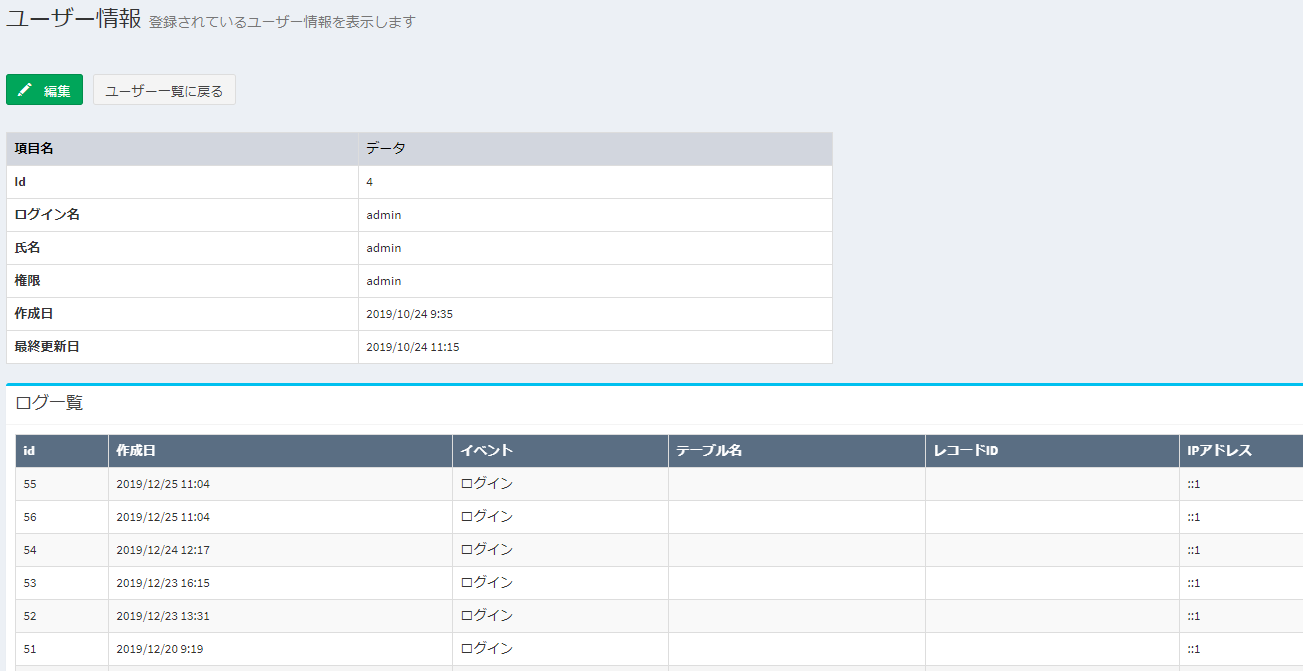 ユーザー情報 登録されているユーザー情報を表示します
編集 ユーザー一覧に戻る
項目名 データ
Id 4
ログイン名 admin
氏名 admin
権限 admin
作成日 2019/10/24 9:35
最終更新日 2019/10/24 11:15
ログ一覧
id 作成日 イベント テーブル名 レコードID IPアドレス
55 2019/12/25 11:04 ログイン ::1
56 2019/12/25 11:04 ログイン ::1
54 2019/12/24 12:17 ログイン ::1
53 2019/12/23 16:15 ログイン ::1
52 2019/12/23 13:31 ログイン ::1
51 2019/12/20 9:19 ログイン ::1